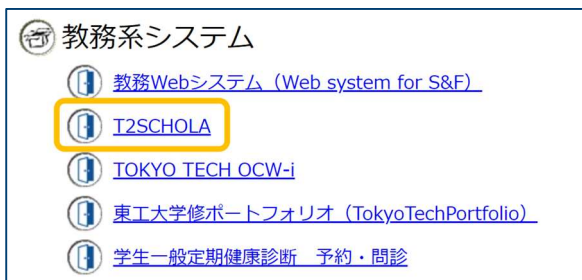 教務系システム
教務Webシステム（Web system for S&F）
T2SCHOLA
TOKYO TECH OCW-i
東工大学修ポートフォリオ（TokyoTechPortfolio）
学生一般定期健康診断　予約・問診